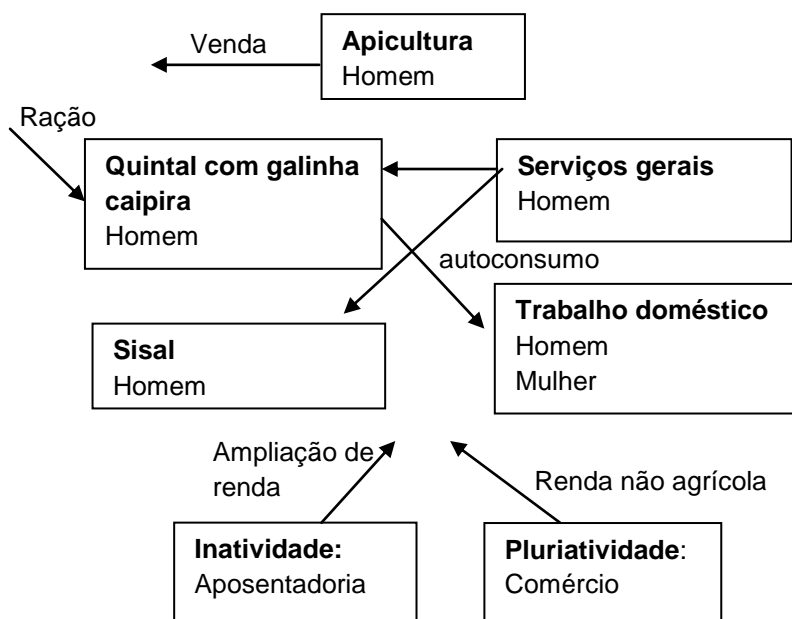 Venda
Apicultura
Homem
Ração
Quintal com galinha
caipira
Homem
Serviços gerais
Homem
autoconsumo
Sisal
Homem
Trabalho doméstico
Homem
Mulher
Ampliação de
renda
Renda não agrícola
Inatividade:
Aposentadoria
Pluriatividade:
Comércio